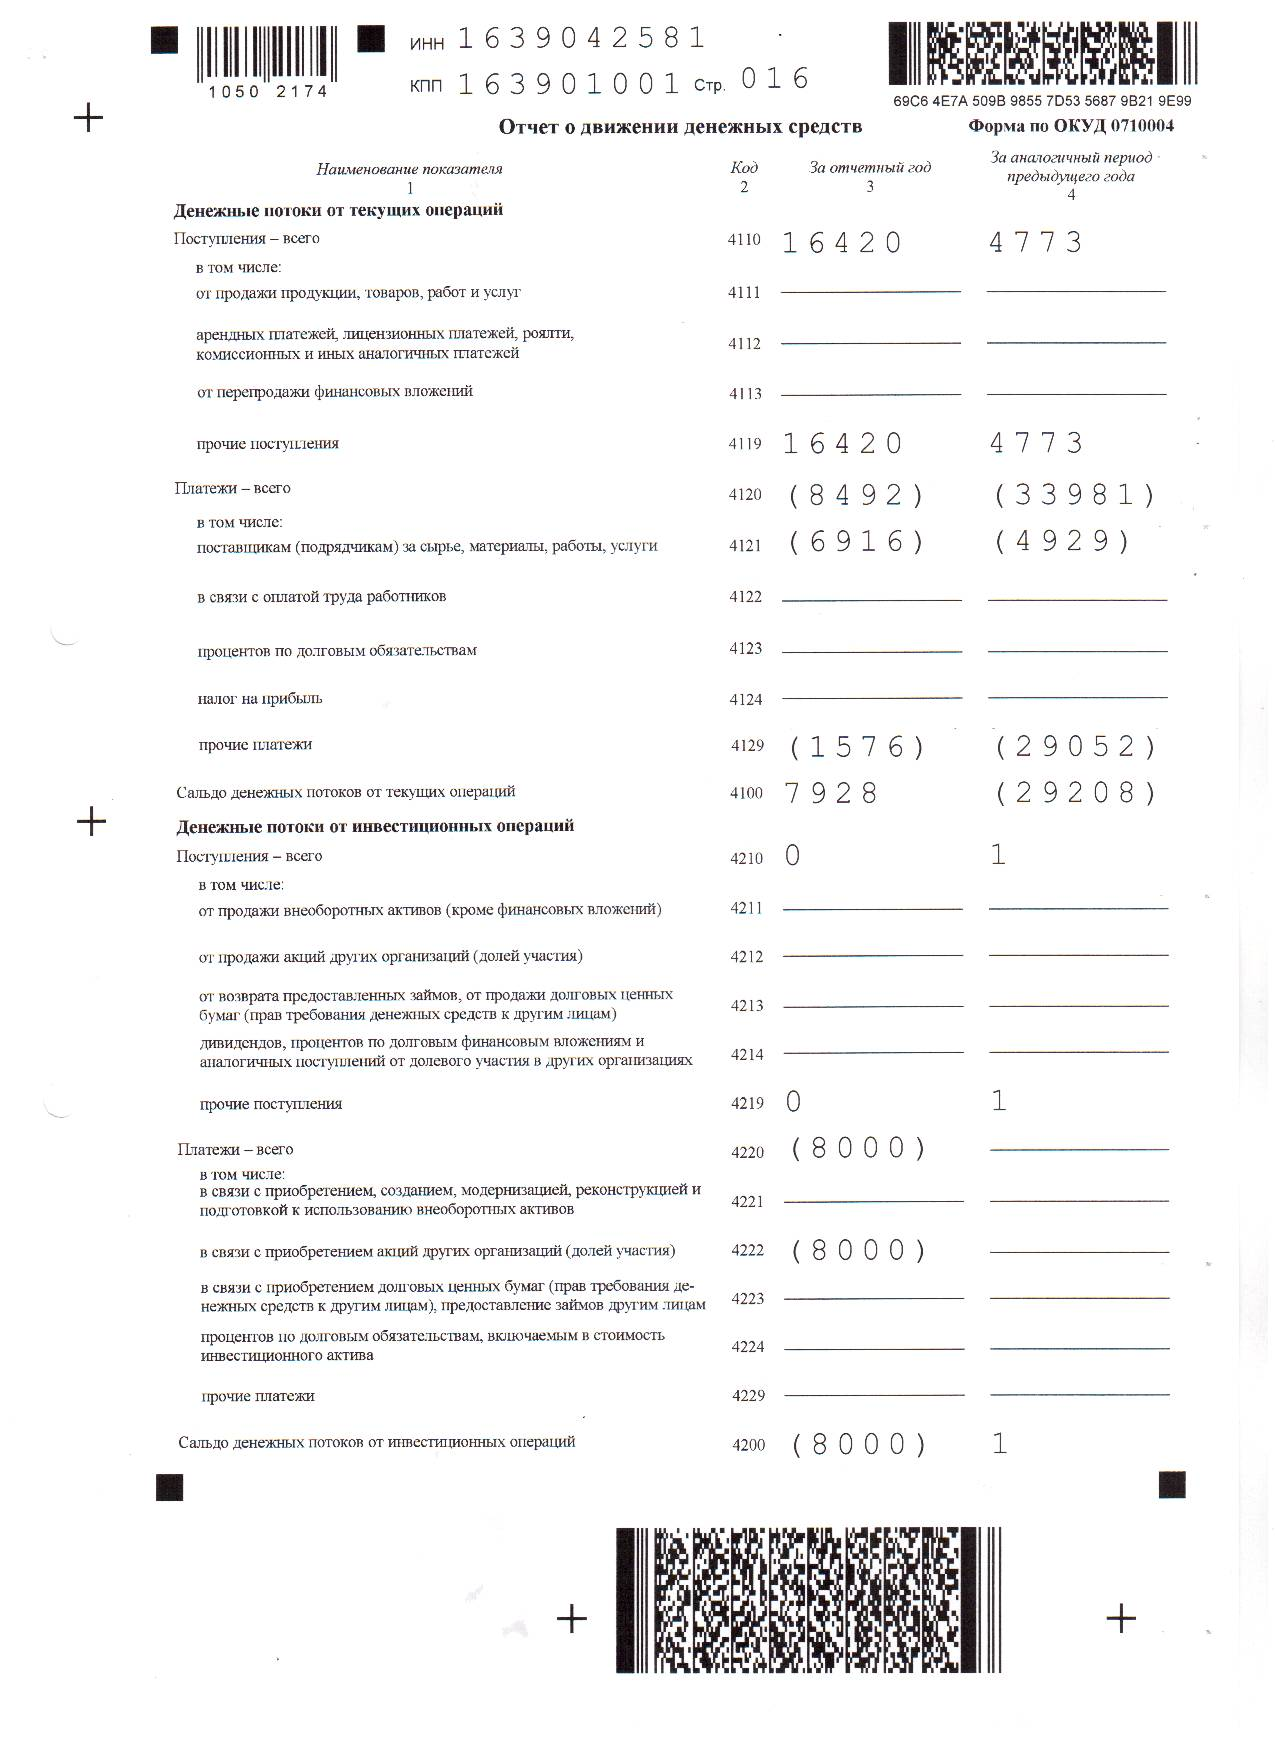 ИНН 1639042581
1050 2174
КПП 163901001 Стр. 016
69C6 4E7A 509B 9855 7D53 5687 9B21 9E99
Отчет о движении денежных средств Форма по ОКУД 0710004
Наименование показателя Код За отчетный год За аналогичный период предыдущего года
1 2 3 4
Денежные потоки от текущих операций
Поступления – всего 4110 16420 4773
в том числе:
от продажи продукции, товаров, работ и услуг 4111
арендных платежей, лицензионных платежей, роялти,
комиссионных и иных аналогичных платежей 4112
от перепродажи финансовых вложений 4113
прочие поступления 4119 16420 4773
Платежи – всего 4120 (8492) (33981)
в том числе:
поставщикам (подрядчикам) за сырье, материалы, работы, услуги 4121 (6916) (4929)
в связи с оплатой труда работников 4122
процентов по долговым обязательствам 4123
налог на прибыль 4124
прочие платежи 4129 (1576) (29052)
Сальдо денежных потоков от текущих операций 4100 7928 (29208)
Денежные потоки от инвестиционных операций
Поступления – всего 4210 0 1
в том числе:
от продажи внеоборотных активов (кроме финансовых вложений) 4211
от продажи акций других организаций (долей участия) 4212
от возврата предоставленных займов, от продажи долговых ценных
бумаг (прав требования денежных средств к другим лицам) 4213
дивидендов, процентов по долговым финансовым вложениям и
аналогичных поступлений от долевого участия в других организациях 4214
прочие поступления 4219 0 1
Платежи – всего 4220 (8000)
в том числе:
в связи с приобретением, созданием, модернизацией, реконструкцией и
подготовкой к использованию внеоборотных активов 4221
в связи с приобретением акций других организаций (долей участия) 4222 (8000)
в связи с приобретением долговых ценных бумаг (прав требования де-
нежных средств к другим лицам), предоставление займов другим лицам 4223
процентов по долговым обязательствам, включаемым в стоимость
инвестиционного актива 4224
прочие платежи 4229
Сальдо денежных потоков от инвестиционных операций 4200 (8000) 1